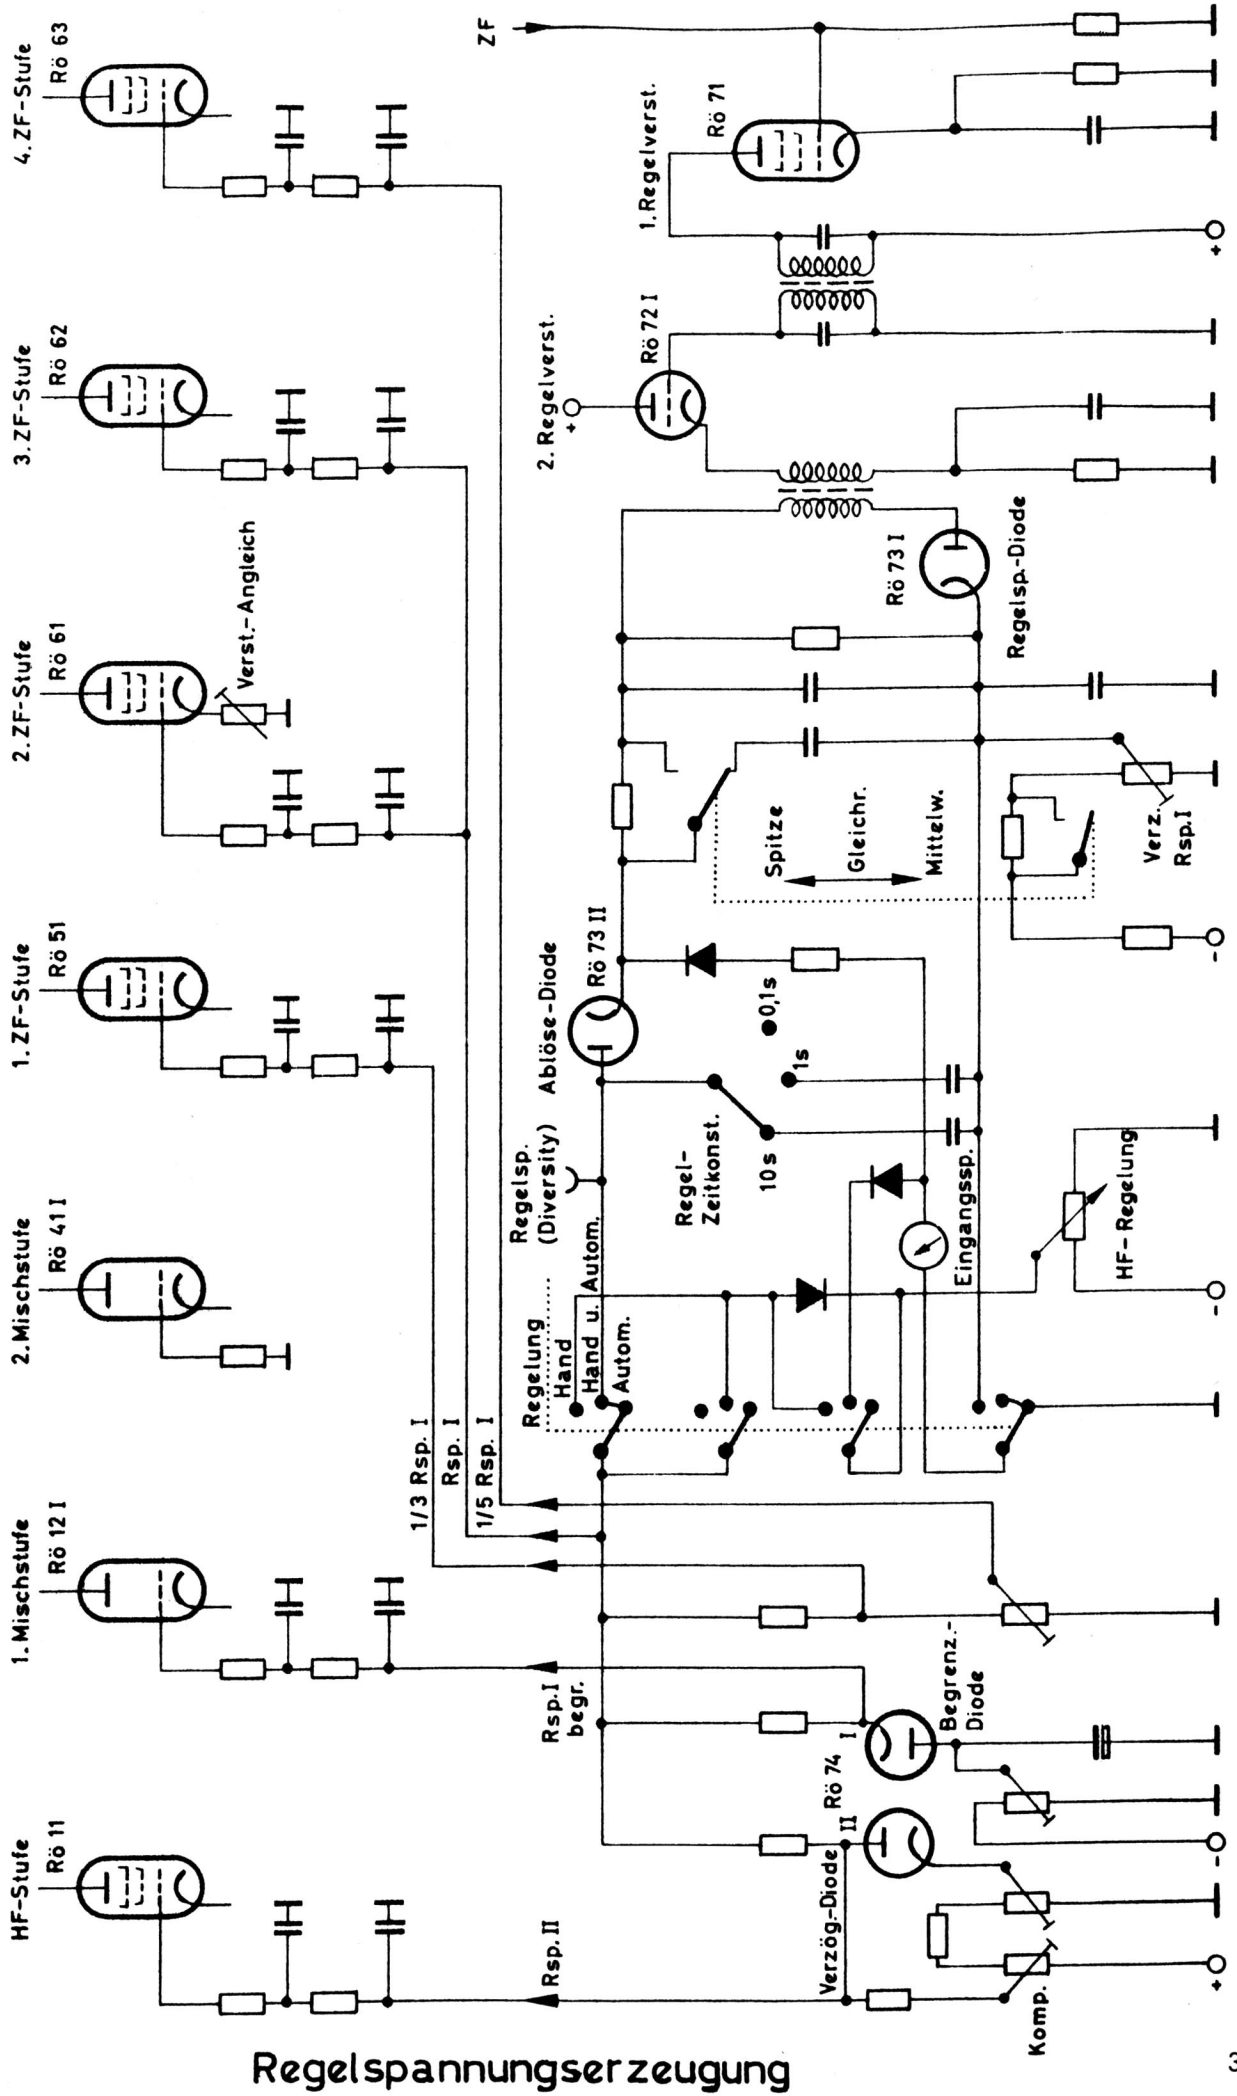 HF-Stufe
Rö 11
1. Mischstufe
Rö 12 I
2. Mischstufe
Rö 41 I
1. ZF-Stufe
Rö 51
2. ZF-Stufe
Rö 61
Verst.-Angleich
3. ZF-Stufe
Rö 62
4. ZF-Stufe
Rö 63
1/3 Rsp. I
Rsp. I
1/5 Rsp. I
Rsp. II
Rsp. I
begr.
Regelung
Hand
Hand u. Autom.
Autom.
Regelsp.
(Diversity)
Ablöse-Diode
Rö 73 II
2. Regelverst.
+
Rö 72 I
1. Regelverst.
Rö 71
ZF
Regel-
Zeitkonst.
10s
1s
0,1s
Spitze
Gleichr.
Mittelw.
Rö 73 I
Regelsp.-Diode
Eingangssp.
HF-Regelung
-
Verz.
Rsp. I
-
+
Verzög.-Diode
II
Rö 74
I
Begrenz.-
Diode
Komp.
+
-
Regelspannungserzeugung